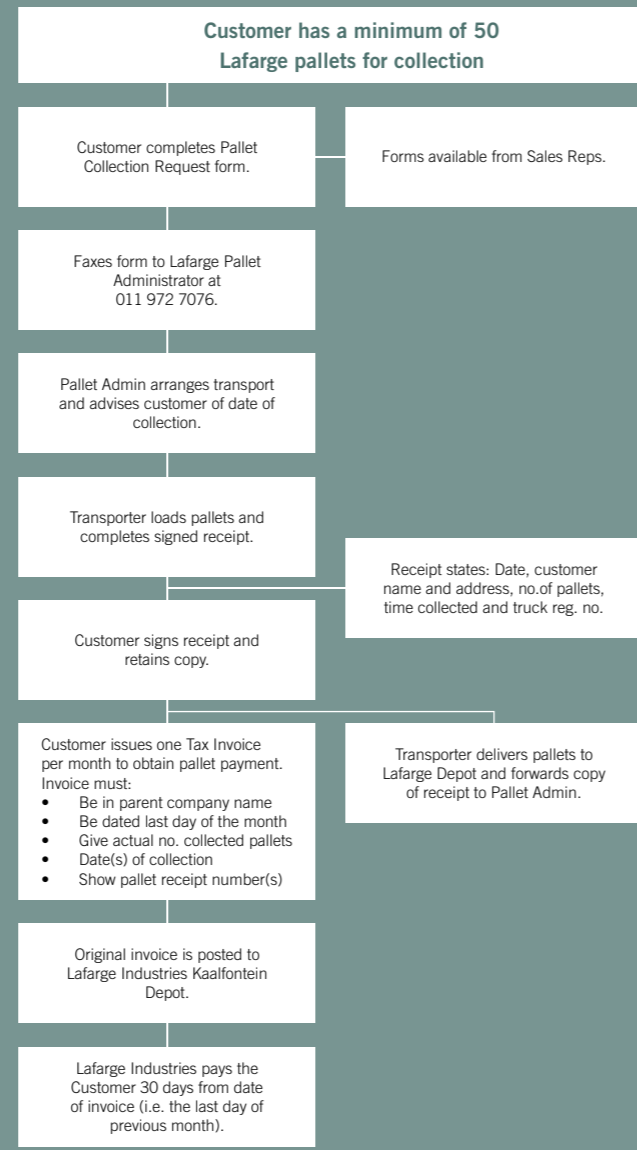 Customer has a minimum of 50
Lafarge pallets for collection
Customer completes Pallet
Collection Request form.
Forms available from Sales Reps.
Faxes form to Lafarge Pallet
Administrator at
011 972 7076.
Pallet Admin arranges transport
and advises customer of date of
collection.
Transporter loads pallets and
completes signed receipt.
Receipt states: Date, customer
name and address, no.of pallets,
time collected and truck reg. no.
Customer signs receipt and
retains copy.
Customer issues one Tax Invoice
per month to obtain pallet payment.
Invoice must:
• Be in parent company name
• Be dated last day of the month
• Give actual no. collected pallets
• Date(s) of collection
• Show pallet receipt number(s)
Transporter delivers pallets to
Lafarge Depot and forwards copy
of receipt to Pallet Admin.
Original invoice is posted to
Lafarge Industries Kaalfontein
Depot.
Lafarge Industries pays the
Customer 30 days from date
of invoice (i.e. the last day of
previous month).